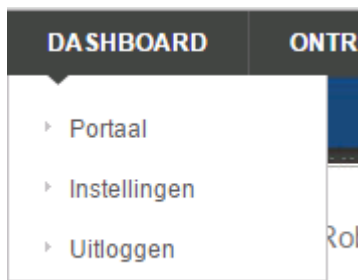 DASHBOARD ONTR
Portaal
Instellingen
Rol
Uitloggen